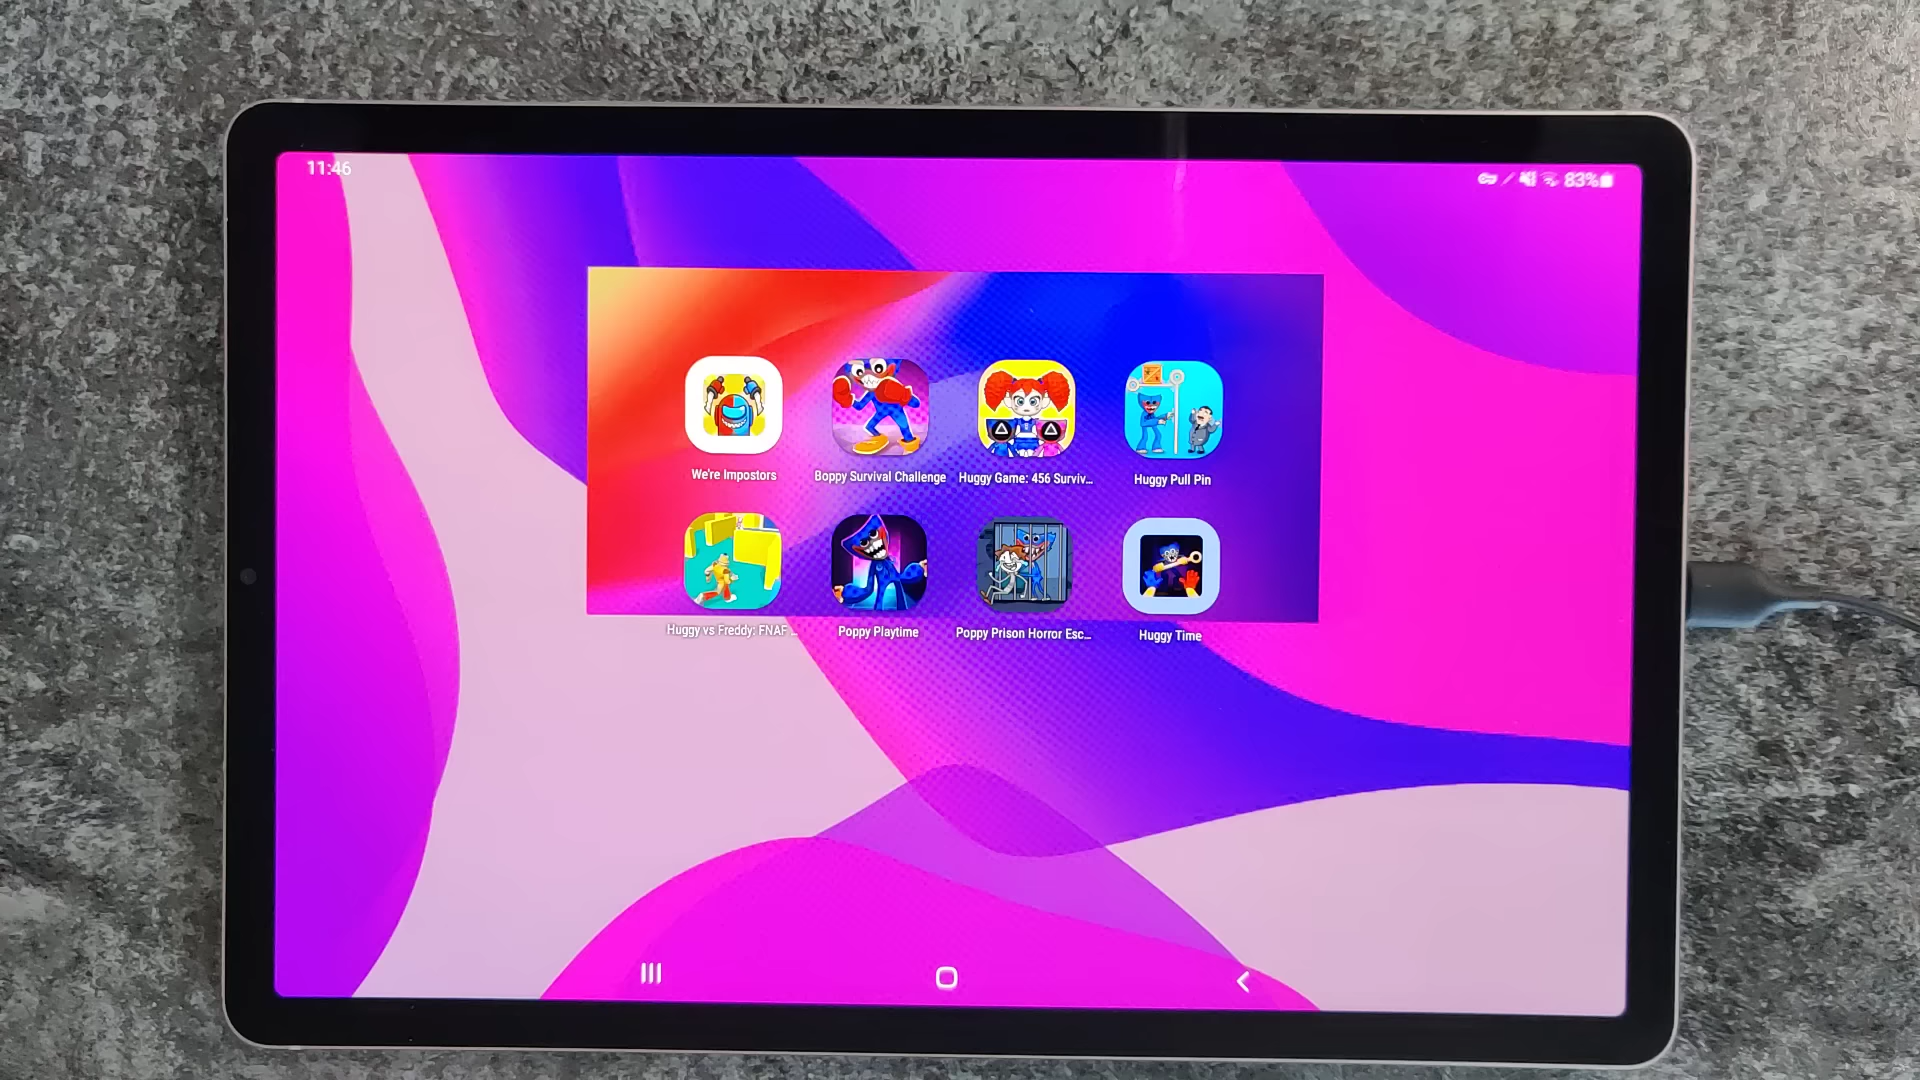 11:46
83%
We're Impostors
Boppy Survival Challenge
Huggy Game: 456 Surviv...
Huggy Pull Pin
Huggy vs Freddy: FNAF ...
Poppy Playtime
Poppy Prison Horror Esc...
Huggy Time